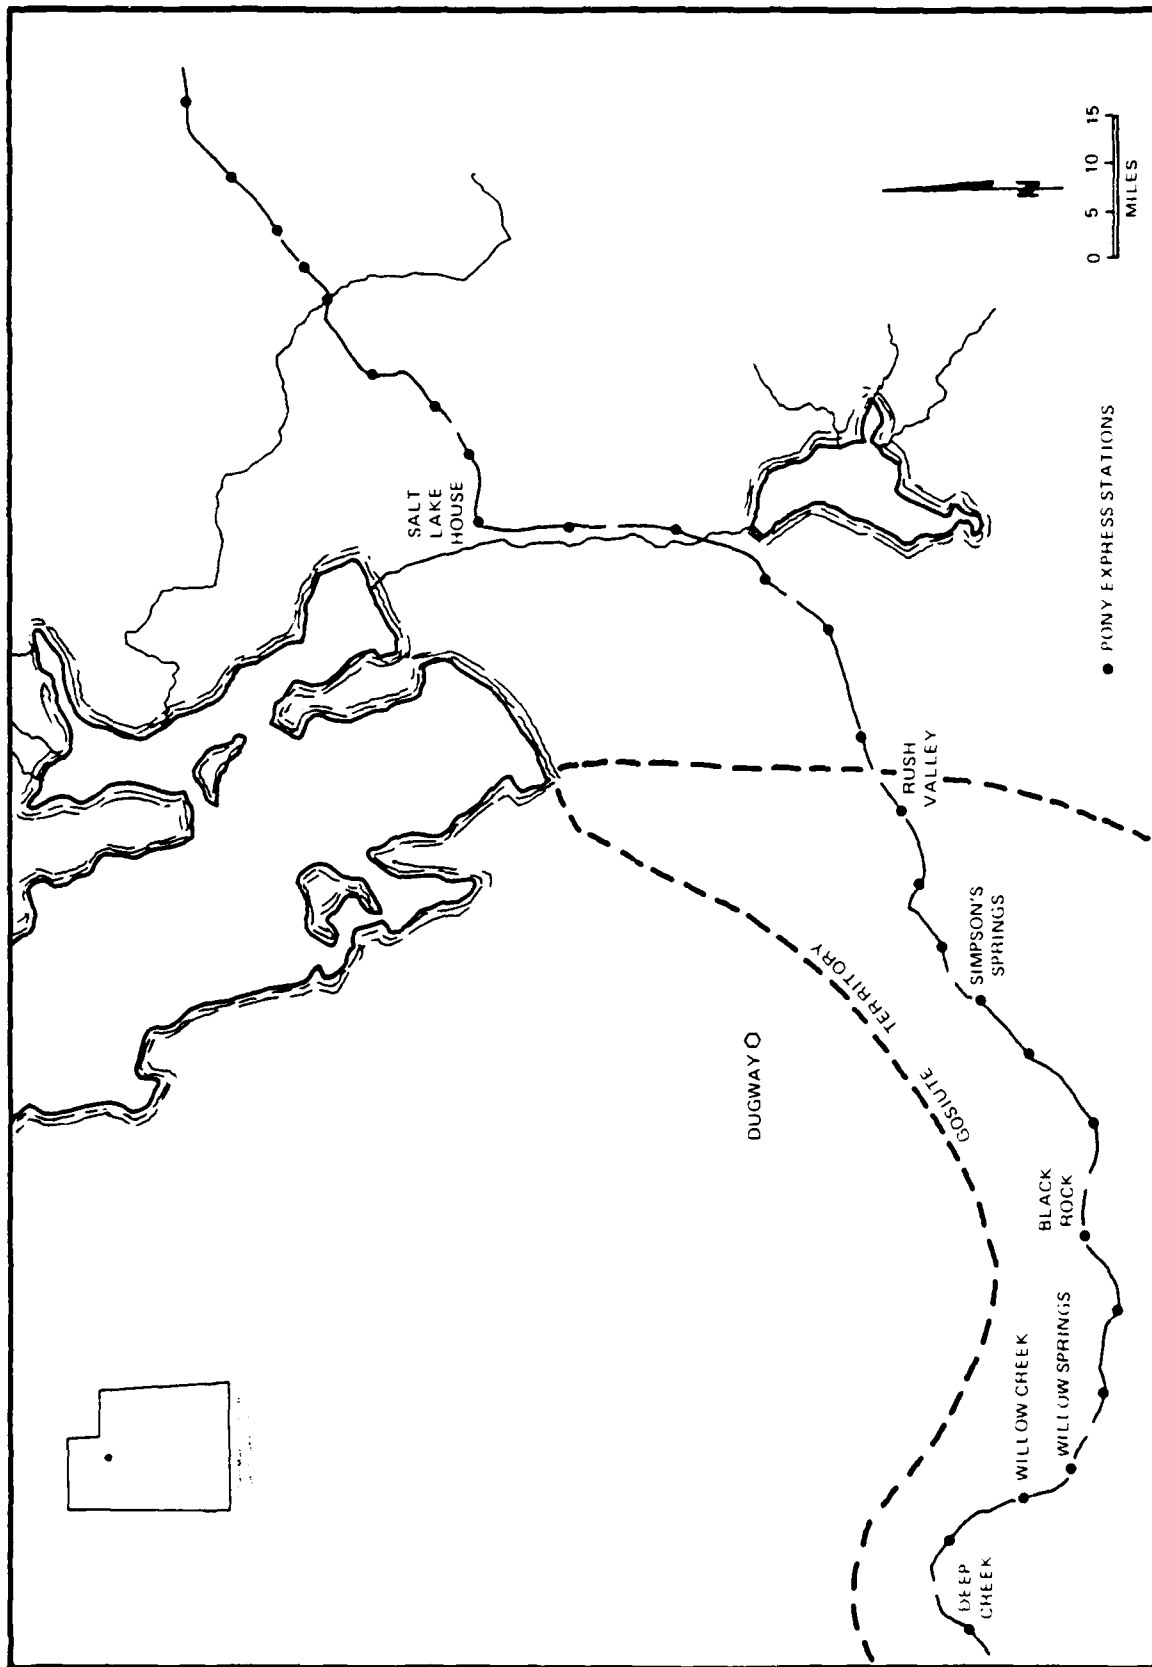 SALT
LAKE
HOUSE
RUSH
VALLEY
SIMPSON'S
SPRINGS
DUGWAY
GOSIUTE TERRITORY
BLACK
ROCK
WILLOW CREEK
WILLOW SPRINGS
DEEP
CREEK
PONY EXPRESS STATIONS
N
0 5 10 15
MILES